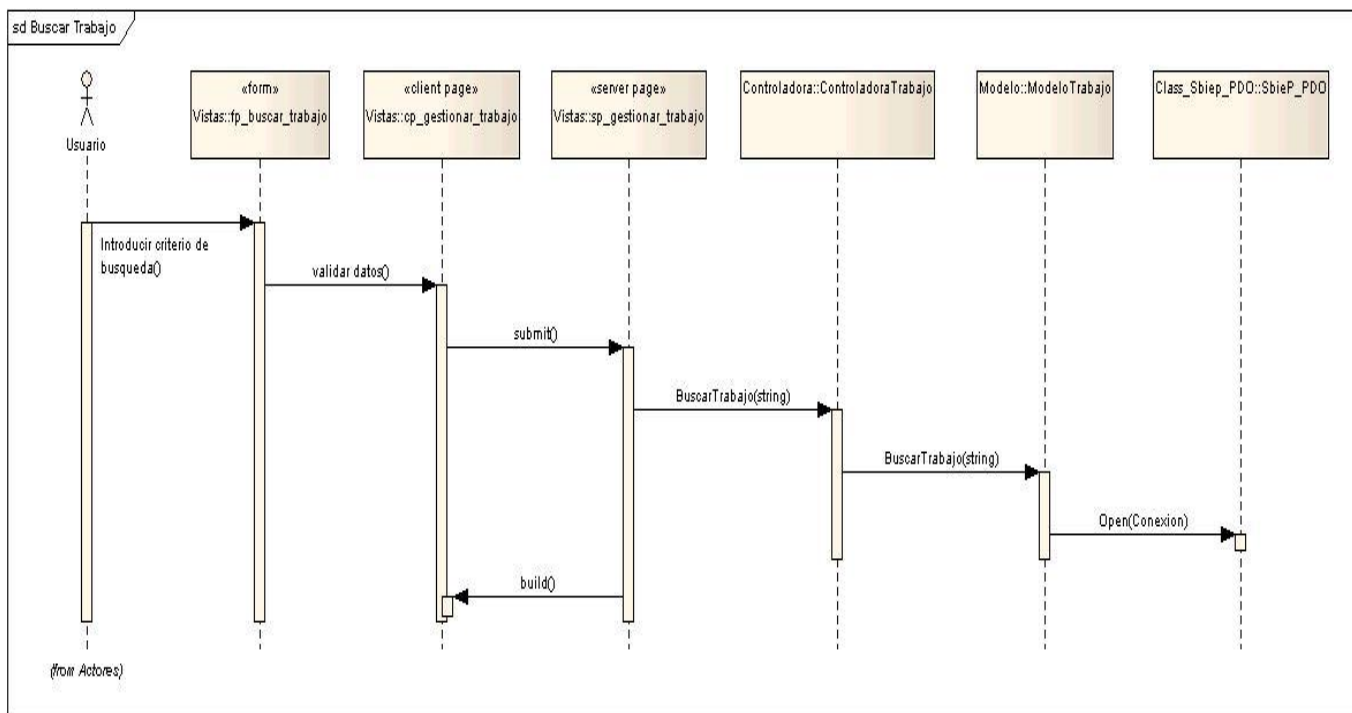 sd Buscar Trabajo
Usuario
«form»
Vistas::fp_buscar_trabajo
«client page»
Vistas::cp_gestionar_trabajo
«server page»
Vistas::sp_gestionar_trabajo
Controladora::ControladoraTrabajo
Modelo::ModeloTrabajo
Class_Sbiep_PDO::SbieP_PDO
Introducir criterio de
busqueda()
validar datos()
submit()
BuscarTrabajo(string)
BuscarTrabajo(string)
Open(Conexion)
build()
(from Actores)